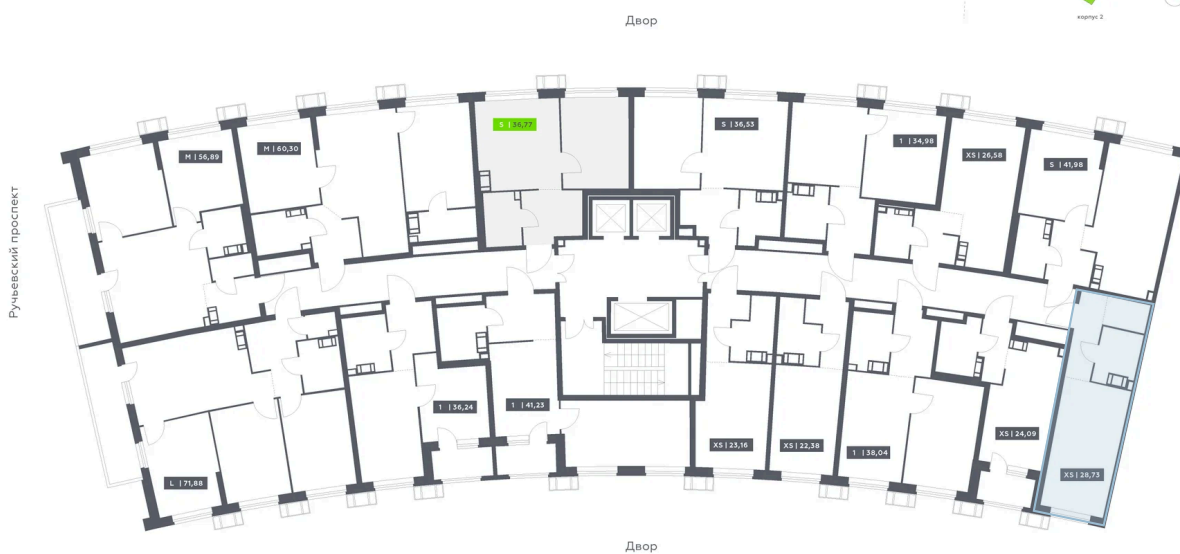 Двор
корпус 2
Ручьевский проспект
M | 56,89
M | 60,30
S | 36,77
S | 36,53
1 | 34,98
XS | 26,58
S | 41,98
L | 71,88
1 | 36,24
1 | 41,23
XS | 23,16
XS | 22,38
1 | 38,04
XS | 24,09
XS | 28,73
Двор